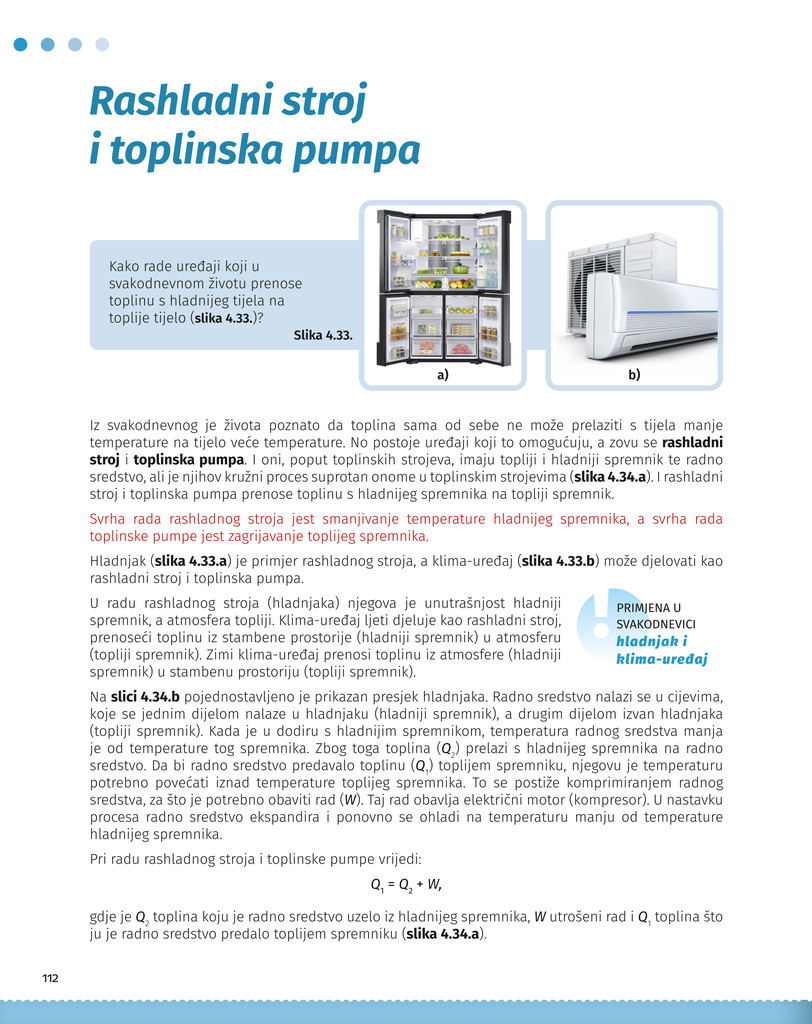 Rashladni stroj
i toplinska pumpa
Kako rade uređaji koji u
svakodnevnom životu prenose
toplinu s hladnijeg tijela na
toplije tijelo (slika 4.33.)?
Slika 4.33.
a)
b)
Iz svakodnevnog je života poznato da toplina sama od sebe ne može prelaziti s tijela manje
temperature na tijelo veće temperature. No postoje uređaji koji to omogućuju, a zovu se rashladni
stroj i toplinska pumpa. I oni, poput toplinskih strojeva, imaju topliji i hladniji spremnik te radno
sredstvo, ali je njihov kružni proces suprotan onome u toplinskim strojevima (slika 4.34.a). I rashladni
stroj i toplinska pumpa prenose toplinu s hladnijeg spremnika na topliji spremnik.
Svrha rada rashladnog stroja jest smanjivanje temperature hladnijeg spremnika, a svrha rada
toplinske pumpe jest zagrijavanje toplijeg spremnika.
Hladnjak (slika 4.33.a) je primjer rashladnog stroja, a klima-uređaj (slika 4.33.b) može djelovati kao
rashladni stroj i toplinska pumpa.
U radu rashladnog stroja (hladnjaka) njegova je unutrašnjost hladniji
spremnik, a atmosfera topliji. Klima-uređaj ljeti djeluje kao rashladni stroj,
prenoseći toplinu iz stambene prostorije (hladniji spremnik) u atmosferu
(topliji spremnik). Zimi klima-uređaj prenosi toplinu iz atmosfere (hladniji
spremnik) u stambenu prostoriju (topliji spremnik).
PRIMJENA U
SVAKODNEVICI
hladnjak i
klima-uređaj
Na slici 4.34.b pojednostavljeno je prikazan presjek hladnjaka. Radno sredstvo nalazi se u cijevima,
koje se jednim dijelom nalaze u hladnjaku (hladniji spremnik), a drugim dijelom izvan hladnjaka
(topliji spremnik). Kada je u dodiru s hladnijim spremnikom, temperatura radnog sredstva manja
je od temperature tog spremnika. Zbog toga toplina (Q₂) prelazi s hladnijeg spremnika na radno
sredstvo. Da bi radno sredstvo predavalo toplinu (Q₁) toplijem spremniku, njegovu je temperaturu
potrebno povećati iznad temperature toplijeg spremnika. To se postiže komprimiranjem radnog
sredstva, za što je potrebno obaviti rad (W). Taj rad obavlja električni motor (kompresor). U nastavku
procesa radno sredstvo ekspandira i ponovno se ohladi na temperaturu manju od temperature
hladnijeg spremnika.
Pri radu rashladnog stroja i toplinske pumpe vrijedi:
Q₁ = Q₂ + W,
gdje je Q₂ toplina koju je radno sredstvo uzelo iz hladnijeg spremnika, W utrošeni rad i Q₁ toplina što
ju je radno sredstvo predalo toplijem spremniku (slika 4.34.a).
112